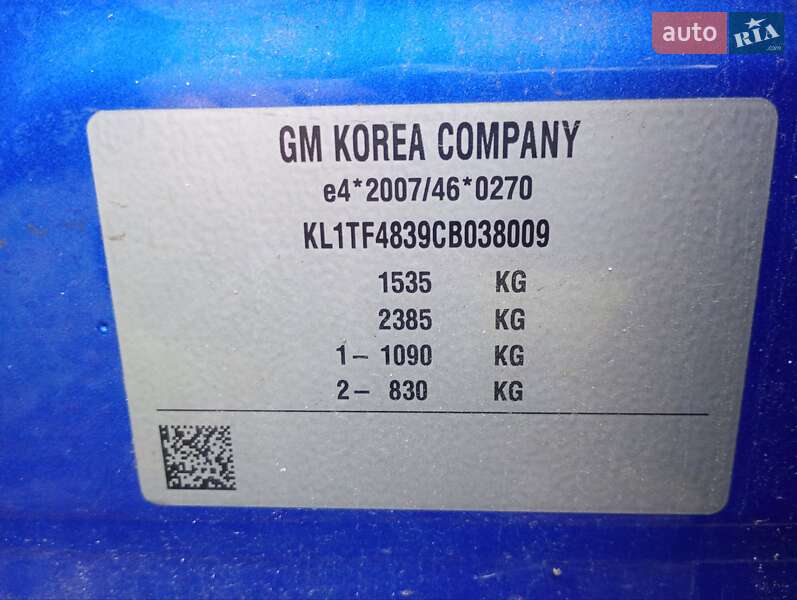 auto RIA.com
GM KOREA COMPANY
e4*2007/46*0270
KL1TF4839CB038009
1535 KG
2385 KG
1– 1090 KG
2– 830 KG